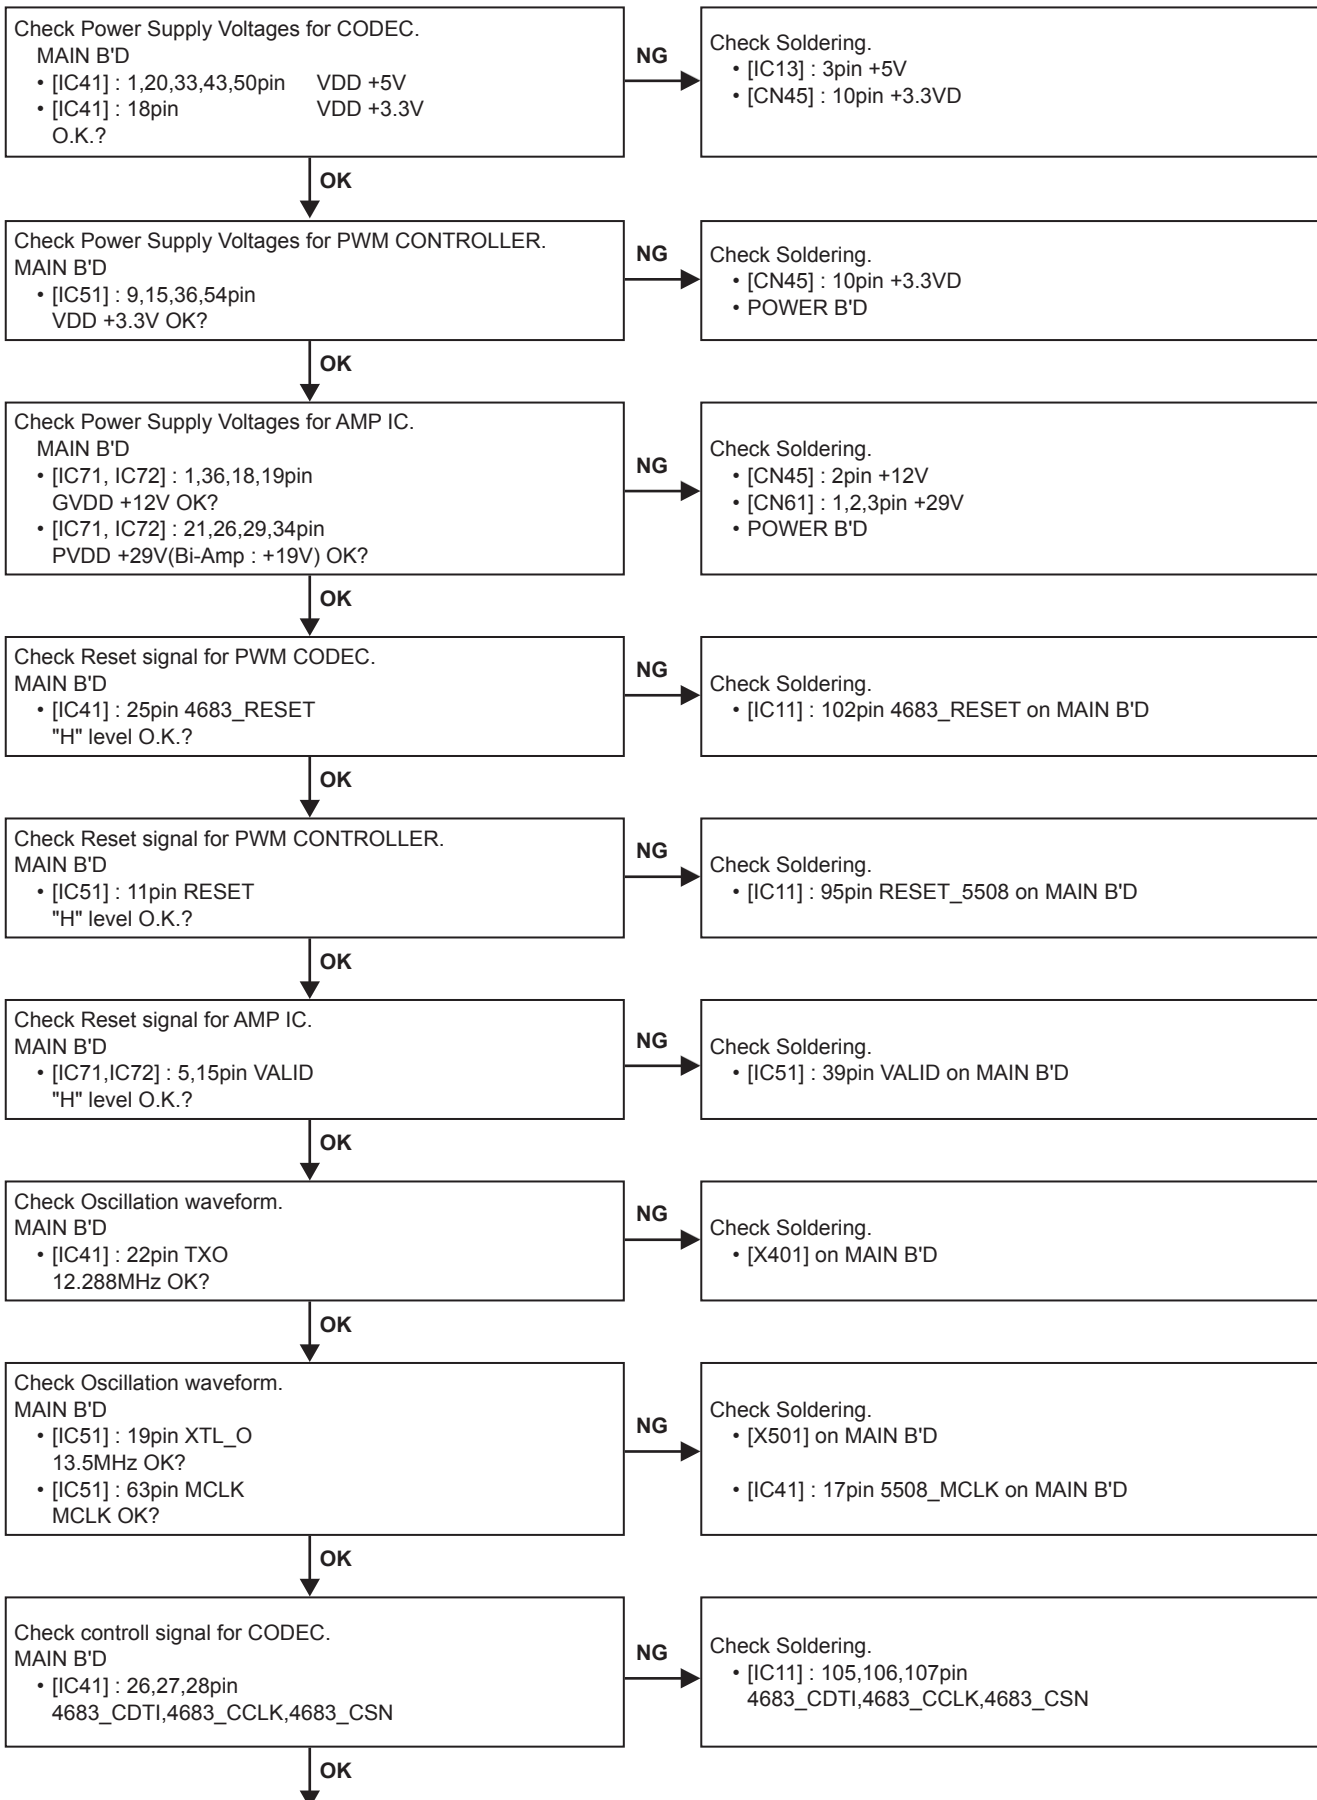 Check Power Supply Voltages for CODEC.
MAIN B'D
• [IC41] : 1,20,33,43,50pin VDD +5V
• [IC41] : 18pin VDD +3.3V
O.K.?
NG
Check Soldering.
• [IC13] : 3pin +5V
• [CN45] : 10pin +3.3VD
OK
Check Power Supply Voltages for PWM CONTROLLER.
MAIN B'D
• [IC51] : 9,15,36,54pin
VDD +3.3V OK?
NG
Check Soldering.
• [CN45] : 10pin +3.3VD
• POWER B'D
OK
Check Power Supply Voltages for AMP IC.
MAIN B'D
• [IC71, IC72] : 1,36,18,19pin
GVDD +12V OK?
• [IC71, IC72] : 21,26,29,34pin
PVDD +29V(Bi-Amp : +19V) OK?
NG
Check Soldering.
• [CN45] : 2pin +12V
• [CN61] : 1,2,3pin +29V
• POWER B'D
OK
Check Reset signal for PWM CODEC.
MAIN B'D
• [IC41] : 25pin 4683_RESET
"H" level O.K.?
NG
Check Soldering.
• [IC11] : 102pin 4683_RESET on MAIN B'D
OK
Check Reset signal for PWM CONTROLLER.
MAIN B'D
• [IC51] : 11pin RESET
"H" level O.K.?
NG
Check Soldering.
• [IC11] : 95pin RESET_5508 on MAIN B'D
OK
Check Reset signal for AMP IC.
MAIN B'D
• [IC71,IC72] : 5,15pin VALID
"H" level O.K.?
NG
Check Soldering.
• [IC51] : 39pin VALID on MAIN B'D
OK
Check Oscillation waveform.
MAIN B'D
• [IC41] : 22pin TXO
12.288MHz OK?
NG
Check Soldering.
• [X401] on MAIN B'D
OK
Check Oscillation waveform.
MAIN B'D
• [IC51] : 19pin XTL_O
13.5MHz OK?
• [IC51] : 63pin MCLK
MCLK OK?
NG
Check Soldering.
• [X501] on MAIN B'D
• [IC41] : 17pin 5508_MCLK on MAIN B'D
OK
Check controll signal for CODEC.
MAIN B'D
• [IC41] : 26,27,28pin
4683_CDTI,4683_CCLK,4683_CSN
NG
Check Soldering.
• [IC11] : 105,106,107pin
4683_CDTI,4683_CCLK,4683_CSN
OK